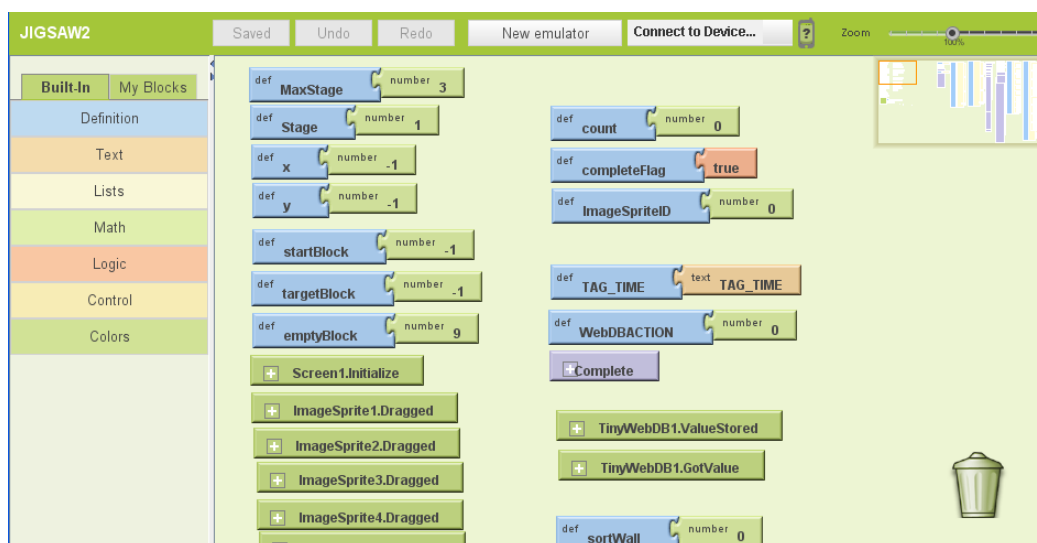 JIGSAW2
Saved Undo Redo New emulator Connect to Device... ? Zoom 100%
Built-In My Blocks
Definition
Text
Lists
Math
Logic
Control
Colors
def MaxStage number 3
def Stage number 1
def x number -1
def y number -1
def startBlock number -1
def targetBlock number -1
def emptyBlock number 9
Screen1.Initialize
ImageSprite1.Dragged
ImageSprite2.Dragged
ImageSprite3.Dragged
ImageSprite4.Dragged
def count number 0
def completeFlag true
def ImageSpriteID number 0
def TAG_TIME text TAG_TIME
def WebDBACTION number 0
Complete
TinyWebDB1.ValueStored
TinyWebDB1.GotValue
def sortWall number 0